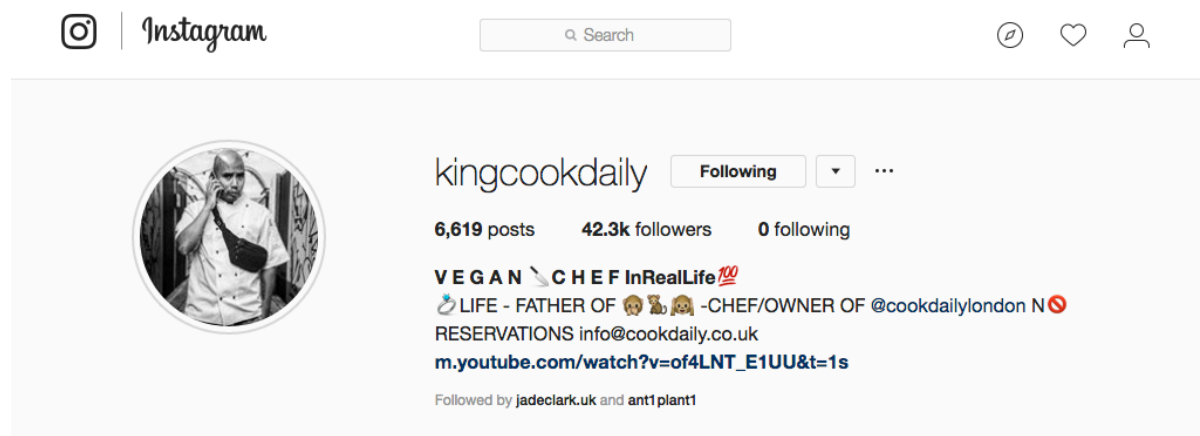 Instagram
Search
kingcookdaily Following ▼ •••
6,619 posts 42.3k followers 0 following
V E G A N 🔪C H E F InRealLife💯
💍LIFE - FATHER OF 🙊🐒🙉 -CHEF/OWNER OF @cookdailylondon N🚫
RESERVATIONS info@cookdaily.co.uk
m.youtube.com/watch?v=of4LNT_E1UU&t=1s
Followed by jadeclark.uk and ant1plant1